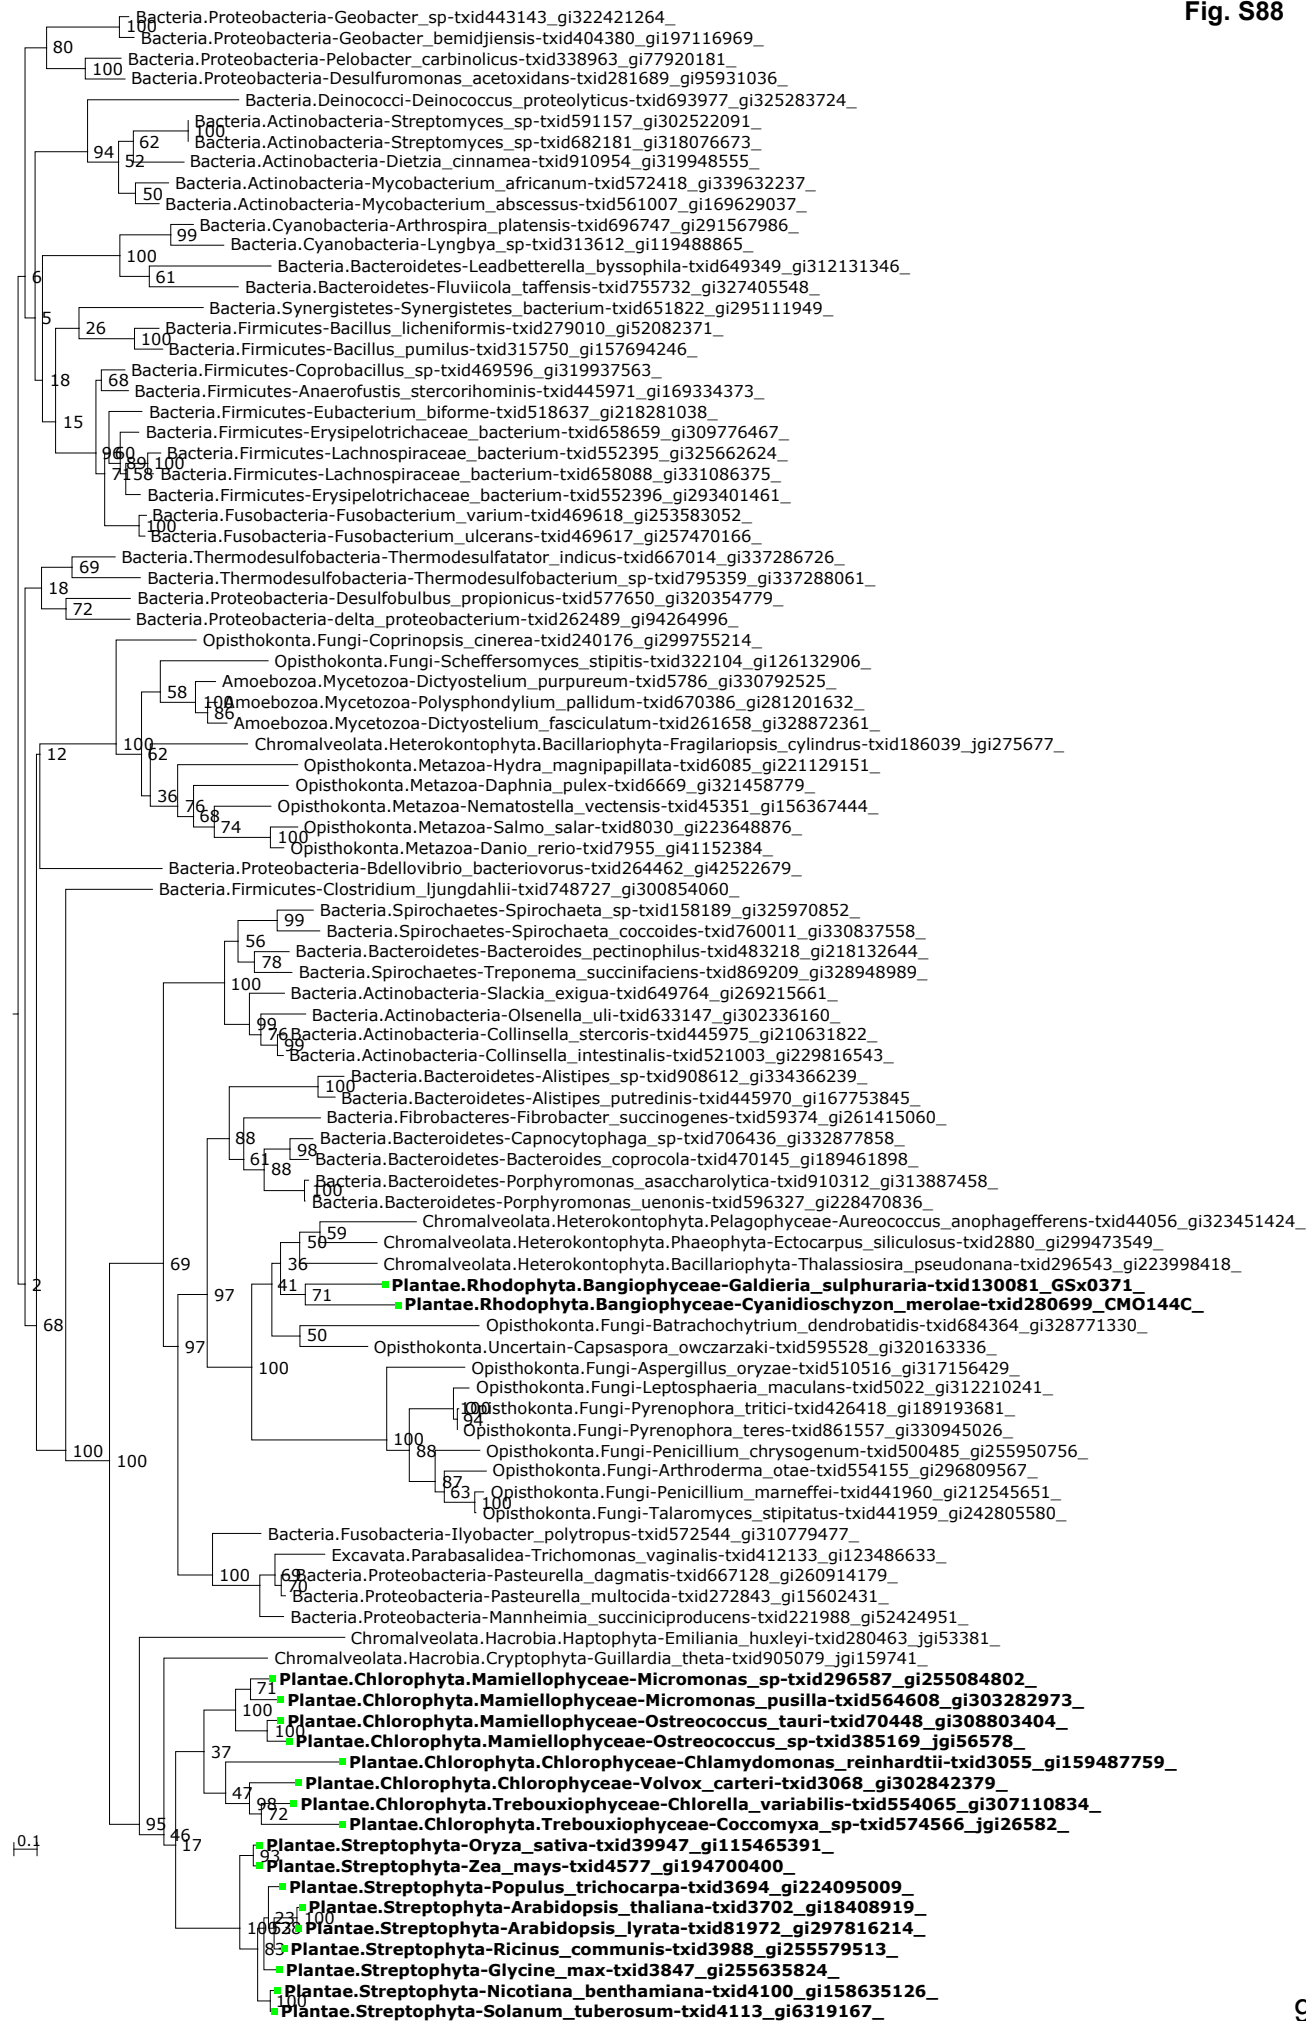 Fig. S88
Bacteria.Proteobacteria-Geobacter_sp-txid443143_gi322421264_
100
Bacteria.Proteobacteria-Geobacter_bemidjiensis-txid404380_gi197116969_
80
Bacteria.Proteobacteria-Pelobacter_carbinolicus-txid338963_gi77920181_
100
Bacteria.Proteobacteria-Desulfuromonas_acetoxidans-txid281689_gi95931036_
Bacteria.Deinococci-Deinococcus_proteolyticus-txid693977_gi325283724_
Bacteria.Actinobacteria-Streptomyces_sp-txid591157_gi302522091_
100
62
Bacteria.Actinobacteria-Streptomyces_sp-txid682181_gi318076673_
94
52
Bacteria.Actinobacteria-Dietzia_cinnamea-txid910954_gi319948555_
Bacteria.Actinobacteria-Mycobacterium_africanum-txid572418_gi339632237_
50
Bacteria.Actinobacteria-Mycobacterium_abscessus-txid561007_gi169629037_
Bacteria.Cyanobacteria-Arthrospira_platensis-txid696747_gi291567986_
99
Bacteria.Cyanobacteria-Lyngbya_sp-txid313612_gi119488865_
100
Bacteria.Bacteroidetes-Leadbetterella_byssophila-txid649349_gi312131346_
6
61
Bacteria.Bacteroidetes-Fluviicola_taffensis-txid755732_gi327405548_
Bacteria.Synergistetes-Synergistetes_bacterium-txid651822_gi295111949_
5
26
Bacteria.Firmicutes-Bacillus_licheniformis-txid279010_gi52082371_
100
Bacteria.Firmicutes-Bacillus_pumilus-txid315750_gi157694246_
Bacteria.Firmicutes-Coprobacillus_sp-txid469596_gi319937563_
18
68
Bacteria.Firmicutes-Anaerofustis_stercorihominis-txid445971_gi169334373_
Bacteria.Firmicutes-Eubacterium_biforme-txid518637_gi218281038_
15
Bacteria.Firmicutes-Erysipelotrichaceae_bacterium-txid658659_gi309776467_
Bacteria.Firmicutes-Lachnospiraceae_bacterium-txid552395_gi325662624_
96
60
89
100
Bacteria.Firmicutes-Lachnospiraceae_bacterium-txid658088_gi331086375_
71
58
Bacteria.Firmicutes-Erysipelotrichaceae_bacterium-txid552396_gi293401461_
Bacteria.Fusobacteria-Fusobacterium_varium-txid469618_gi253583052_
100
Bacteria.Fusobacteria-Fusobacterium_ulcerans-txid469617_gi257470166_
Bacteria.Thermodesulfobacteria-Thermodesulfatator_indicus-txid667014_gi337286726_
69
Bacteria.Thermodesulfobacteria-Thermodesulfobacterium_sp-txid795359_gi337288061_
18
Bacteria.Proteobacteria-Desulfobulbus_propionicus-txid577650_gi320354779_
72
Bacteria.Proteobacteria-delta_proteobacterium-txid262489_gi94264996_
Opisthokonta.Fungi-Coprinopsis_cinerea-txid240176_gi299755214_
Opisthokonta.Fungi-Scheffersomyces_stipitis-txid322104_gi126132906_
Amoebozoa.Mycetozoa-Dictyostelium_purpureum-txid5786_gi330792525_
58
100
Amoebozoa.Mycetozoa-Polysphondylium_pallidum-txid670386_gi281201632_
86
Amoebozoa.Mycetozoa-Dictyostelium_fasciculatum-txid261658_gi328872361_
12
100
62
Chromalveolata.Heterokontophyta.Bacillariophyta-Fragilariopsis_cylindrus-txid186039_jgi275677_
Opisthokonta.Metazoa-Hydra_magnipapillata-txid6085_gi221129151_
Opisthokonta.Metazoa-Daphnia_pulex-txid6669_gi321458779_
36
76
Opisthokonta.Metazoa-Nematostella_vectensis-txid45351_gi156367444_
68
74
Opisthokonta.Metazoa-Salmo_salar-txid8030_gi223648876_
100
Opisthokonta.Metazoa-Danio_rerio-txid7955_gi41152384_
Bacteria.Proteobacteria-Bdellovibrio_bacteriovorus-txid264462_gi42522679_
Bacteria.Firmicutes-Clostridium_ljungdahlii-txid748727_gi300854060_
Bacteria.Spirochaetes-Spirochaeta_sp-txid158189_gi325970852_
99
Bacteria.Spirochaetes-Spirochaeta_coccoides-txid760011_gi330837558_
56
Bacteria.Bacteroidetes-Bacteroides_pectinophilus-txid483218_gi218132644_
78
Bacteria.Spirochaetes-Treponema_succinifaciens-txid869209_gi328948989_
100
Bacteria.Actinobacteria-Slackia_exigua-txid649764_gi269215661_
Bacteria.Actinobacteria-Olsenella_uli-txid633147_gi302336160_
99
76
Bacteria.Actinobacteria-Collinsella_stercoris-txid445975_gi210631822_
99
Bacteria.Actinobacteria-Collinsella_intestinalis-txid521003_gi229816543_
Bacteria.Bacteroidetes-Alistipes_sp-txid908612_gi334366239_
100
Bacteria.Bacteroidetes-Alistipes_putredinis-txid445970_gi167753845_
Bacteria.Fibrobacteres-Fibrobacter_succinogenes-txid59374_gi261415060_
88
Bacteria.Bacteroidetes-Capnocytophaga_sp-txid706436_gi332877858_
98
61
Bacteria.Bacteroidetes-Bacteroides_coprocola-txid470145_gi189461898_
88
Bacteria.Bacteroidetes-Porphyromonas_asaccharolytica-txid910312_gi313887458_
100
Bacteria.Bacteroidetes-Porphyromonas_uenonis-txid596327_gi228470836_
Chromalveolata.Heterokontophyta.Pelagophyceae-Aureococcus_anophagefferens-txid44056_gi323451424_
59
50
Chromalveolata.Heterokontophyta.Phaeophyta-Ectocarpus_siliculosus-txid2880_gi299473549_
69
36
Chromalveolata.Heterokontophyta.Bacillariophyta-Thalassiosira_pseudonana-txid296543_gi223998418_
2
41
Plantae.Rhodophyta.Bangiophyceae-Galdieria_sulphuraria-txid130081_GSx0371_
97
71
Plantae.Rhodophyta.Bangiophyceae-Cyanidioschyzon_merolae-txid280699_CMO144C_
68
Opisthokonta.Fungi-Batrachochytrium_dendrobatidis-txid684364_gi328771330_
50
97
Opisthokonta.Uncertain-Capsaspora_owczarzaki-txid595528_gi320163336_
100
Opisthokonta.Fungi-Aspergillus_oryzae-txid510516_gi317156429_
Opisthokonta.Fungi-Leptosphaeria_maculans-txid5022_gi312210241_
100
Opisthokonta.Fungi-Pyrenophora_tritici-txid426418_gi189193681_
94
Opisthokonta.Fungi-Pyrenophora_teres-txid861557_gi330945026_
100
88
100
100
Opisthokonta.Fungi-Penicillium_chrysogenum-txid500485_gi255950756_
Opisthokonta.Fungi-Arthroderma_otae-txid554155_gi296809567_
87
63
Opisthokonta.Fungi-Penicillium_marneffei-txid441960_gi212545651_
100
Opisthokonta.Fungi-Talaromyces_stipitatus-txid441959_gi242805580_
Bacteria.Fusobacteria-Ilyobacter_polytropus-txid572544_gi310779477_
Excavata.Parabasalidea-Trichomonas_vaginalis-txid412133_gi123486633_
100
69
Bacteria.Proteobacteria-Pasteurella_dagmatis-txid667128_gi260914179_
70
Bacteria.Proteobacteria-Pasteurella_multocida-txid272843_gi15602431_
Bacteria.Proteobacteria-Mannheimia_succiniciproducens-txid221988_gi52424951_
Chromalveolata.Hacrobia.Haptophyta-Emiliania_huxleyi-txid280463_jgi53381_
Chromalveolata.Hacrobia.Cryptophyta-Guillardia_theta-txid905079_jgi159741_
Plantae.Chlorophyta.Mamiellophyceae-Micromonas_sp-txid296587_gi255084802_
71
Plantae.Chlorophyta.Mamiellophyceae-Micromonas_pusilla-txid564608_gi303282973_
100
Plantae.Chlorophyta.Mamiellophyceae-Ostreococcus_tauri-txid70448_gi308803404_
100
Plantae.Chlorophyta.Mamiellophyceae-Ostreococcus_sp-txid385169_jgi56578_
37
Plantae.Chlorophyta.Chlorophyceae-Chlamydomonas_reinhardtii-txid3055_gi159487759_
Plantae.Chlorophyta.Chlorophyceae-Volvox_carteri-txid3068_gi302842379_
47
98
Plantae.Chlorophyta.Trebouxiophyceae-Chlorella_variabilis-txid554065_gi307110834_
72
Plantae.Chlorophyta.Trebouxiophyceae-Coccomyxa_sp-txid574566_jgi26582_
95
46
17
0.1
Plantae.Streptophyta-Oryza_sativa-txid39947_gi115465391_
93
Plantae.Streptophyta-Zea_mays-txid4577_gi194700400_
Plantae.Streptophyta-Populus_trichocarpa-txid3694_gi224095009_
Plantae.Streptophyta-Arabidopsis_thaliana-txid3702_gi18408919_
23
100
100
Plantae.Streptophyta-Arabidopsis_lyrata-txid81972_gi297816214_
83
Plantae.Streptophyta-Ricinus_communis-txid3988_gi255579513_
Plantae.Streptophyta-Glycine_max-txid3847_gi255635824_
Plantae.Streptophyta-Nicotiana_benthamiana-txid4100_gi158635126_
100
Plantae.Streptophyta-Solanum_tuberosum-txid4113_gi6319167_